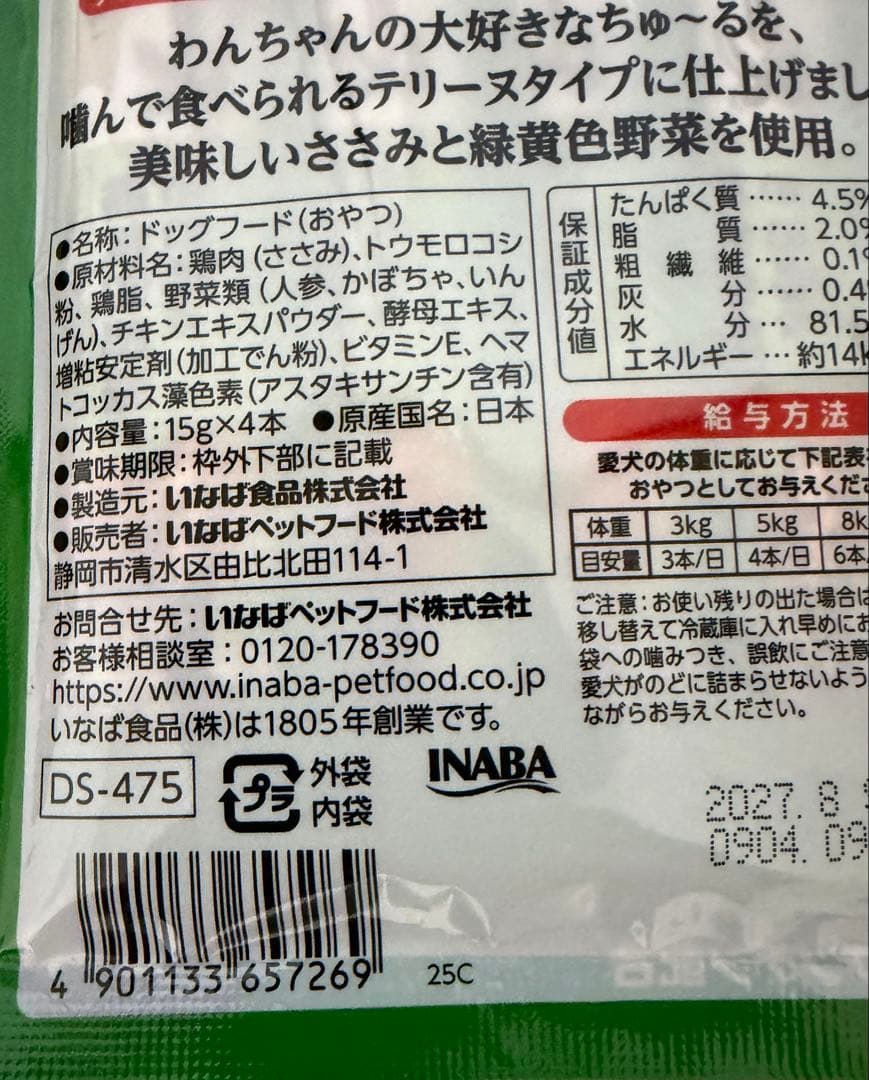 わんちゃんの大好きなちゅ～るを、
噛んで食べられるテリーヌタイプに仕上げまし
美味しいささみと緑黄色野菜を使用。
●名称：ドッグフード（おやつ）
●原材料名：鶏肉（ささみ）、トウモロコシ
粉、鶏脂、野菜類（人参、かぼちゃ、いん
げん）、チキンエキスパウダー、酵母エキス、
増粘安定剤（加工でん粉）、ビタミンE、ヘマ
トコッカス藻色素（アスタキサンチン含有）
●内容量：15g×4本 ●原産国名：日本
●賞味期限：枠外下部に記載
●製造元：いなば食品株式会社
●販売者：いなばペットフード株式会社
静岡市清水区由比北田114-1
お問合せ先：いなばペットフード株式会社
お客様相談室：0120-178390
https://www.inaba-petfood.co.jp
いなば食品(株)は1805年創業です。
DS-475
プラ
外袋
内袋
INABA
4 901133 657269
25C
保証成分値
たんぱく質 …… 4.5%
脂質 …… 2.0%
粗繊維 …… 0.1%
灰分 …… 0.4
水分 … 81.5
エネルギー … 約14k
給与方法
愛犬の体重に応じて下記表
おやつとしてお与えくださ
体重 3kg 5kg 8k
目安量 3本/日 4本/日 6本
ご注意：お使い残りの出た場合は
移し替えて冷蔵庫に入れ早めにお
袋への噛みつき、誤飲にご注意
愛犬がのどに詰まらせないよう
ながらお与えください。
2027. 8
0904. 09